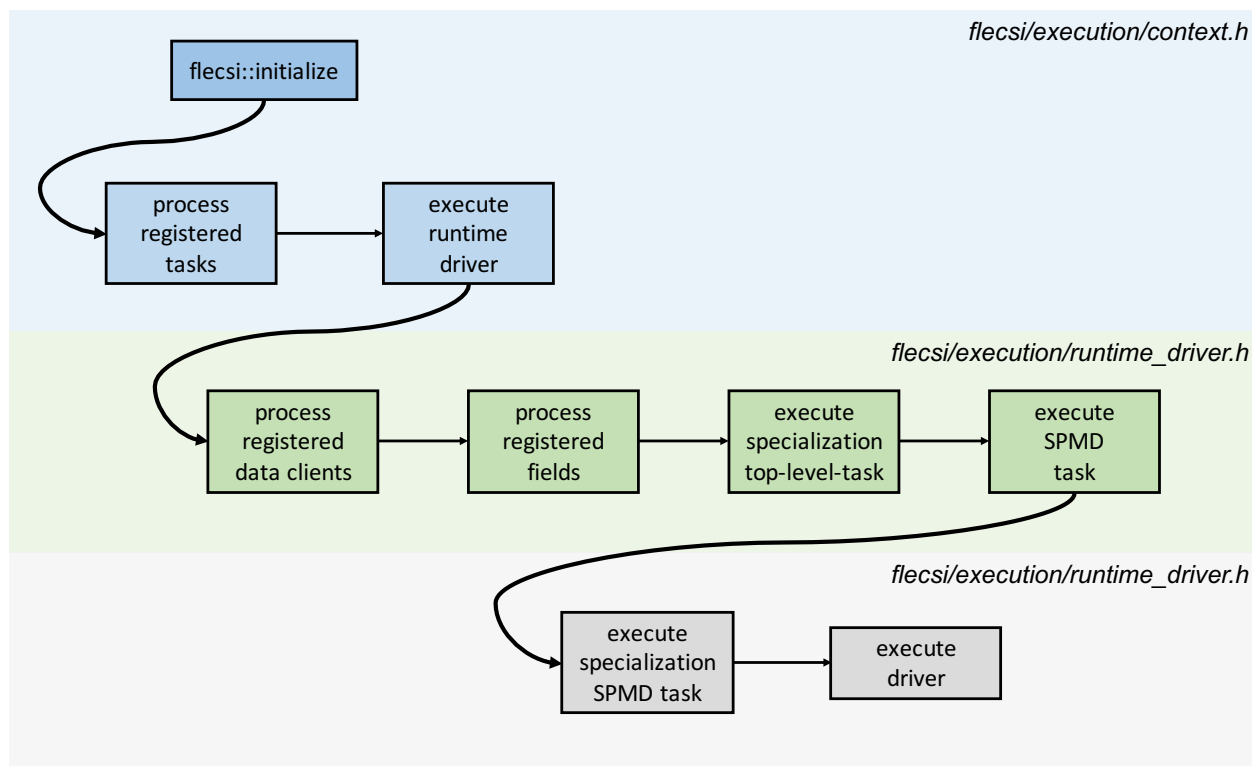 flecsi/execution/context.h
flecsi::initialize
process
registered
tasks
execute
runtime
driver
flecsi/execution/runtime_driver.h
process
registered
data clients
process
registered
fields
execute
specialization
top-level-task
execute
SPMD
task
flecsi/execution/runtime_driver.h
execute
specialization
SPMD task
execute
driver